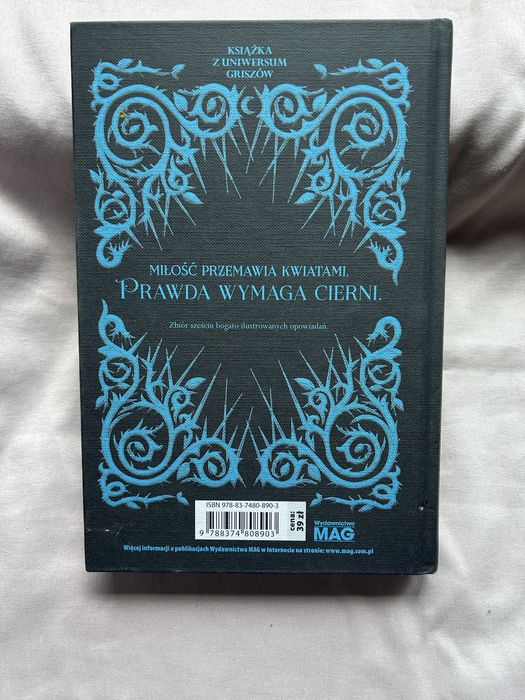 KSIĄŻKA
Z UNIWERSUM
GRISZÓW
MIŁOŚĆ PRZEMAWIA KWIATAMI.
PRAWDA WYMAGA CIERNI.
Zbiór sześciu bogato ilustrowanych opowiadań.
ISBN 978-83-7480-890-3
9 788374 808903
cena:
39 zł
Wydawnictwo
MAG
Więcej informacji o publikacjach Wydawnictwa MAG w Internecie na stronie: www.mag.com.pl